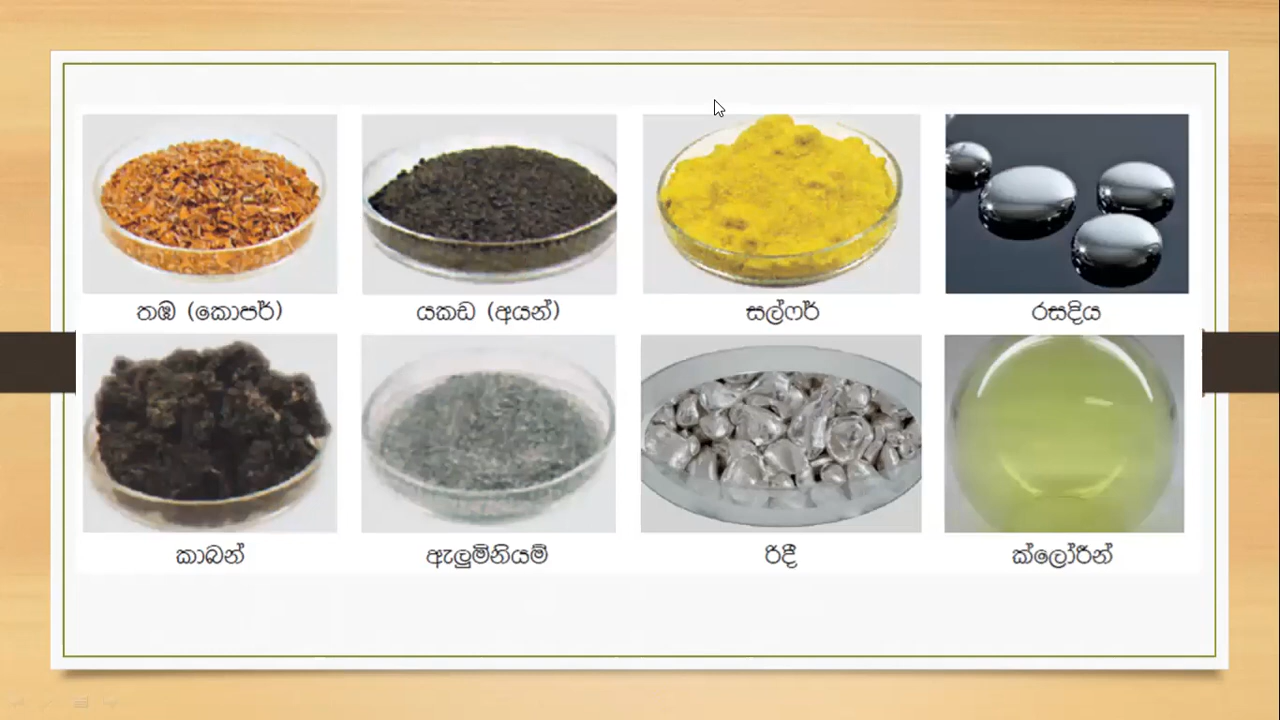 තඹ (කොපර්)
යකඩ (අයන්)
සල්ෆර්
රසදිය
කාබන්
ඇලුමිනියම්
රිදී
ක්ලෝරීන්